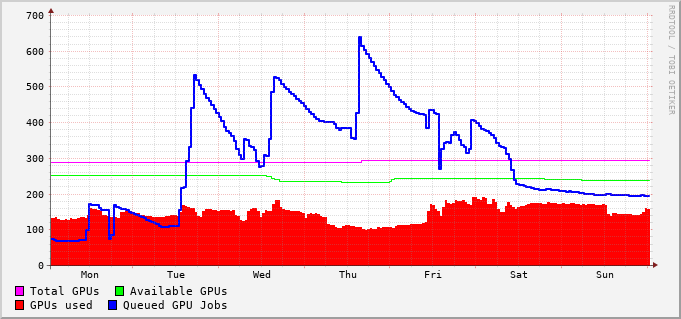 700
600
500
400
300
200
100
0
Mon Tue Wed Thu Fri Sat Sun
Total GPUs Available GPUs
GPUs used Queued GPU Jobs
RRDTOOL / TOBI OETIKER